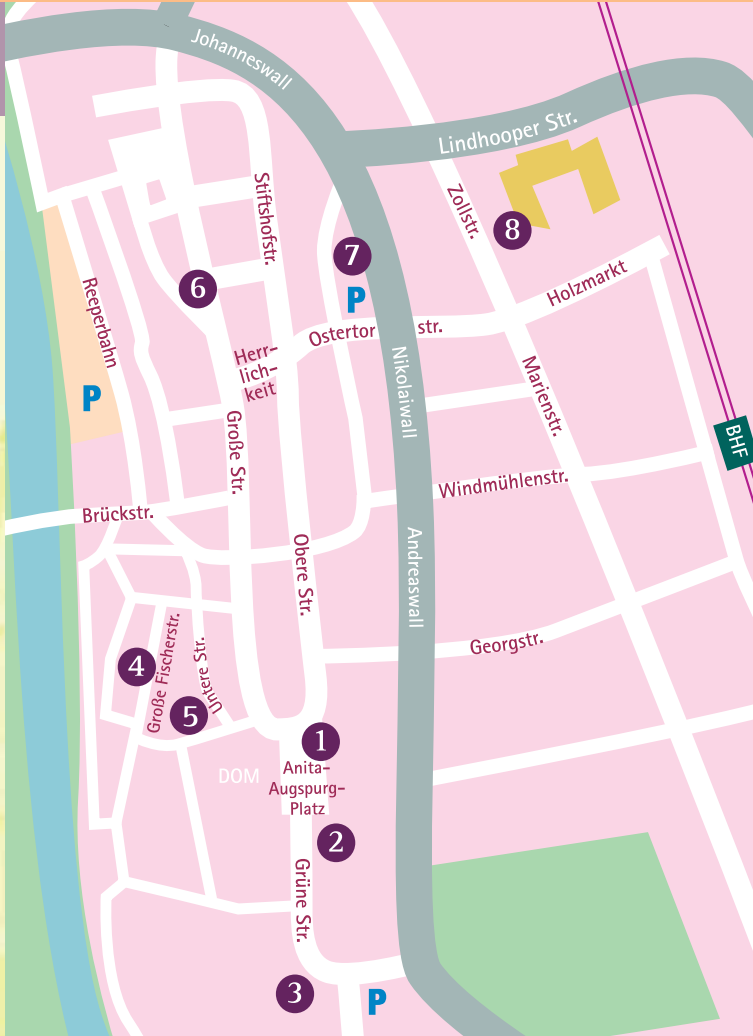 Johanneswall
Lindhooper Str.
Stiftshofstr.
Zollstr.
8
7
P
6
Holzmarkt
Reeperbahn
Ostertor
str.
Herr-
lich-
keit
Nikolaiwall
Marienstr.
P
Große Str.
BHF
Windmühlenstr.
Brückstr.
Obere Str.
Andreaswall
Georgstr.
4
Große Fischerstr.
Untere Str.
5
1
DOM
Anita-
Augspurg-
Platz
2
Grüne Str.
3
P